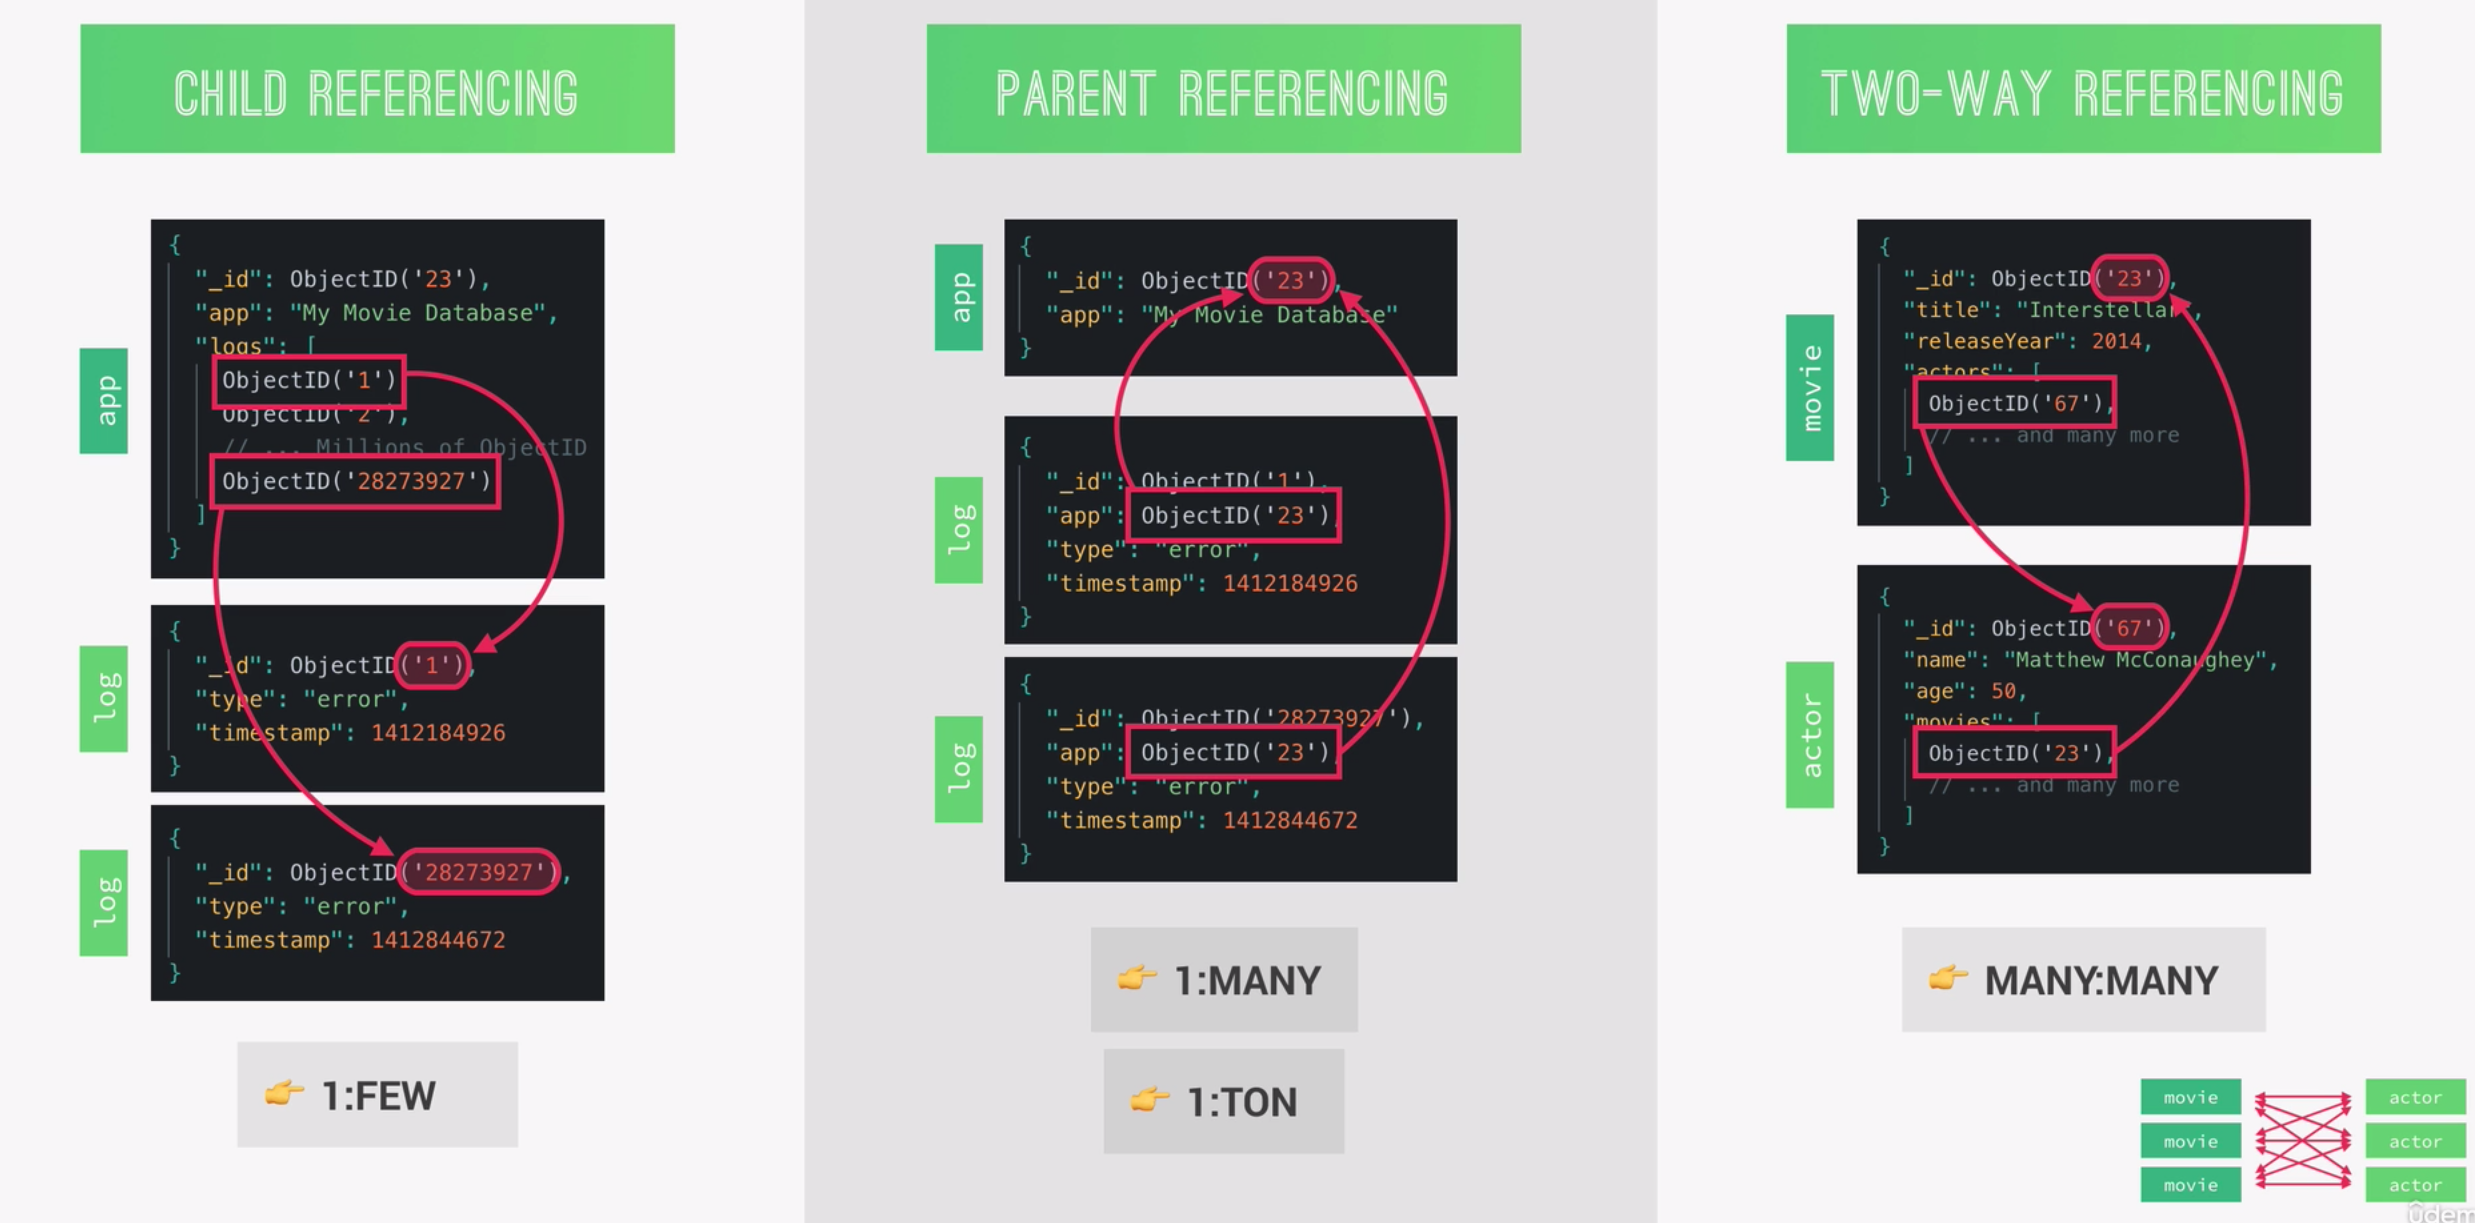 CHILD REFERENCING
app
{
"_id": ObjectID('23'),
"app": "My Movie Database",
"logs": [
ObjectID('1')
ObjectID('2'),
// ... Millions of ObjectID
ObjectID('28273927')
]
}
log
{
"_id": ObjectID('1'),
"type": "error",
"timestamp": 1412184926
}
log
{
"_id": ObjectID('28273927'),
"type": "error",
"timestamp": 1412844672
}
👉 1:FEW
PARENT REFERENCING
app
{
"_id": ObjectID('23'),
"app": "My Movie Database"
}
log
{
"_id": ObjectID('1'),
"app": ObjectID('23'),
"type": "error",
"timestamp": 1412184926
}
log
{
"_id": ObjectID('28273927'),
"app": ObjectID('23'),
"type": "error",
"timestamp": 1412844672
}
👉 1:MANY
👉 1:TON
TWO-WAY REFERENCING
movie
{
"_id": ObjectID('23'),
"title": "Interstellar",
"releaseYear": 2014,
"actors": [
ObjectID('67'),
// ... and many more
]
}
actor
{
"_id": ObjectID('67'),
"name": "Matthew McConaughey",
"age": 50,
"movies": [
ObjectID('23'),
// ... and many more
]
}
👉 MANY:MANY
movie actor
movie actor
movie actor
ûdem